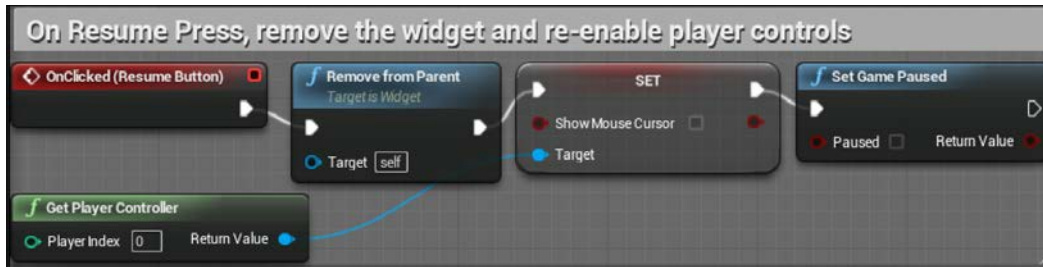 On Resume Press, remove the widget and re-enable player controls
OnClicked (Resume Button)
f Remove from Parent
Target is Widget
Target self
SET
Show Mouse Cursor
Target
f Set Game Paused
Paused Return Value
f Get Player Controller
Player Index 0 Return Value